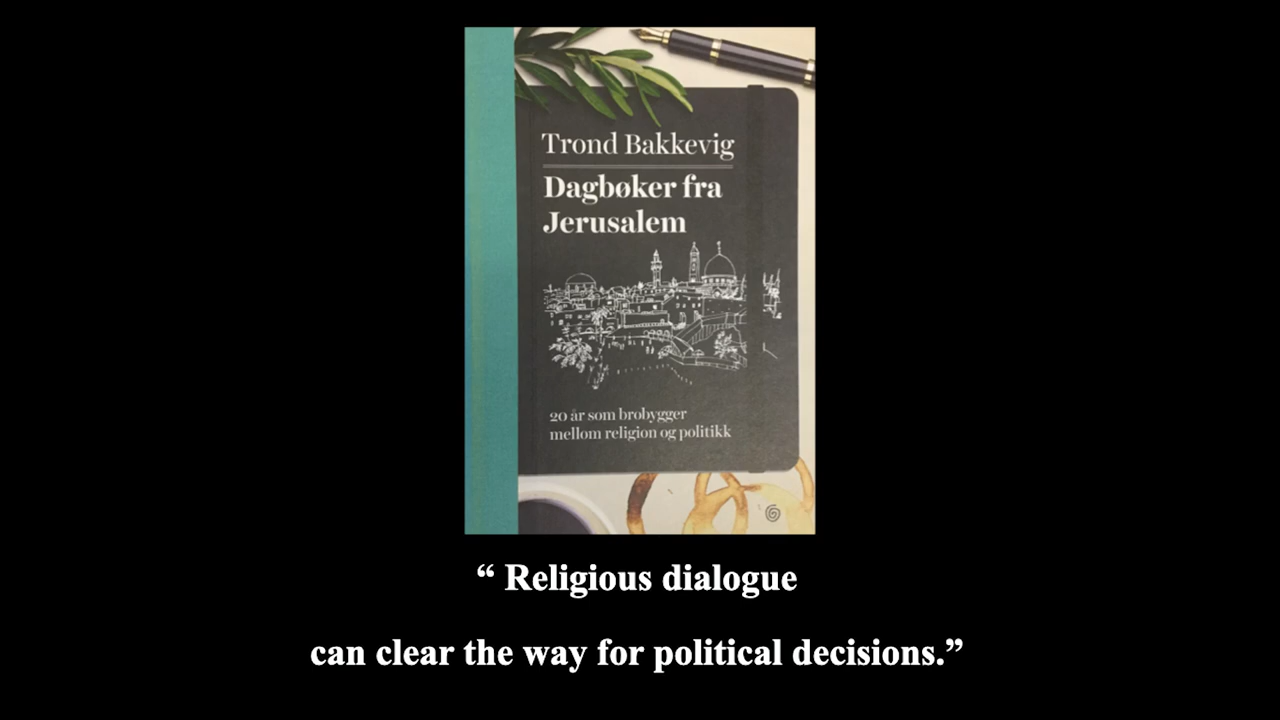 Trond Bakkevig
Dagbøker fra
Jerusalem
20 år som brobygger
mellom religion og politikk
“ Religious dialogue
can clear the way for political decisions.”